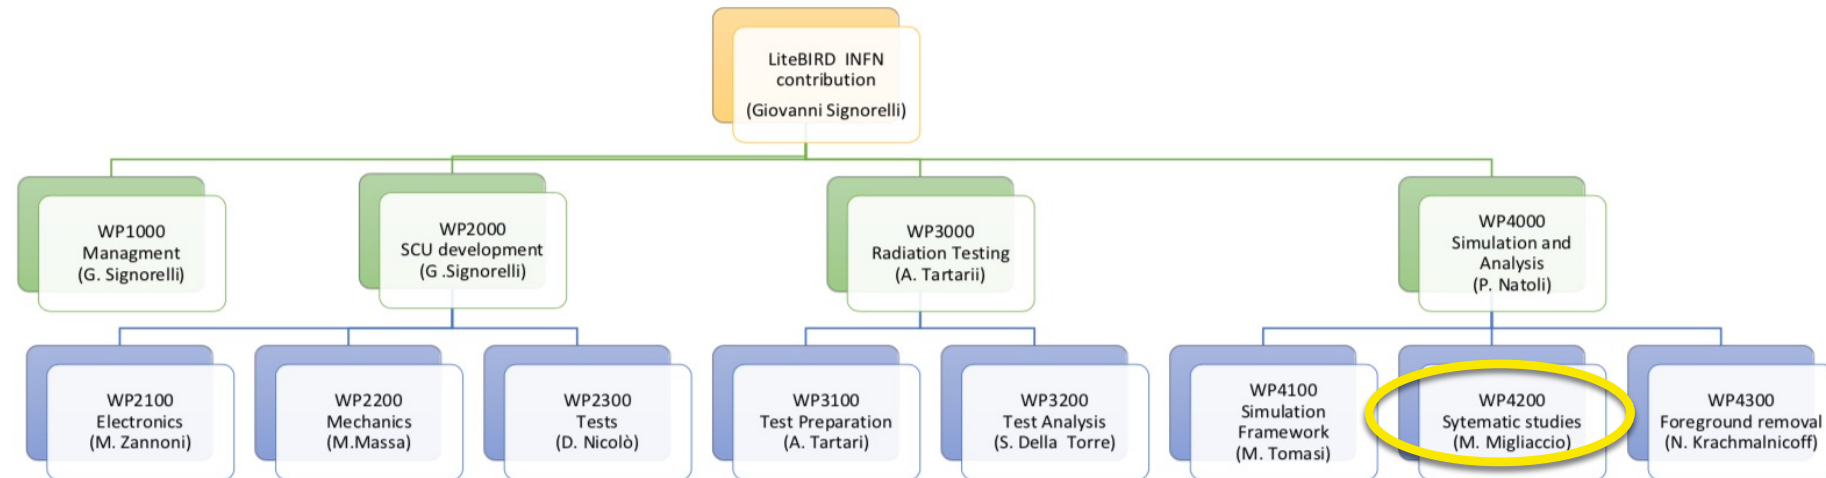 LiteBIRD INFN
contribution
(Giovanni Signorelli)
WP1000
Managment
(G. Signorelli)
WP2000
SCU development
(G .Signorelli)
WP3000
Radiation Testing
(A. Tartarii)
WP4000
Simulation and
Analysis
(P. Natoli)
WP2100
Electronics
(M. Zannoni)
WP2200
Mechanics
(M.Massa)
WP2300
Tests
(D. Nicolò)
WP3100
Test Preparation
(A. Tartari)
WP3200
Test Analysis
(S. Della Torre)
WP4100
Simulation
Framework
(M. Tomasi)
WP4200
Sytematic studies
(M. Migliaccio)
WP4300
Foreground removal
(N. Krachmalnicoff)